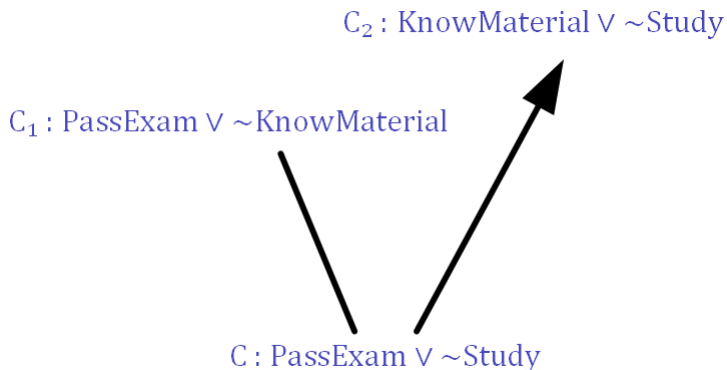 C₂ : KnowMaterial ∨ ~Study
C₁ : PassExam ∨ ~KnowMaterial
C : PassExam ∨ ~Study